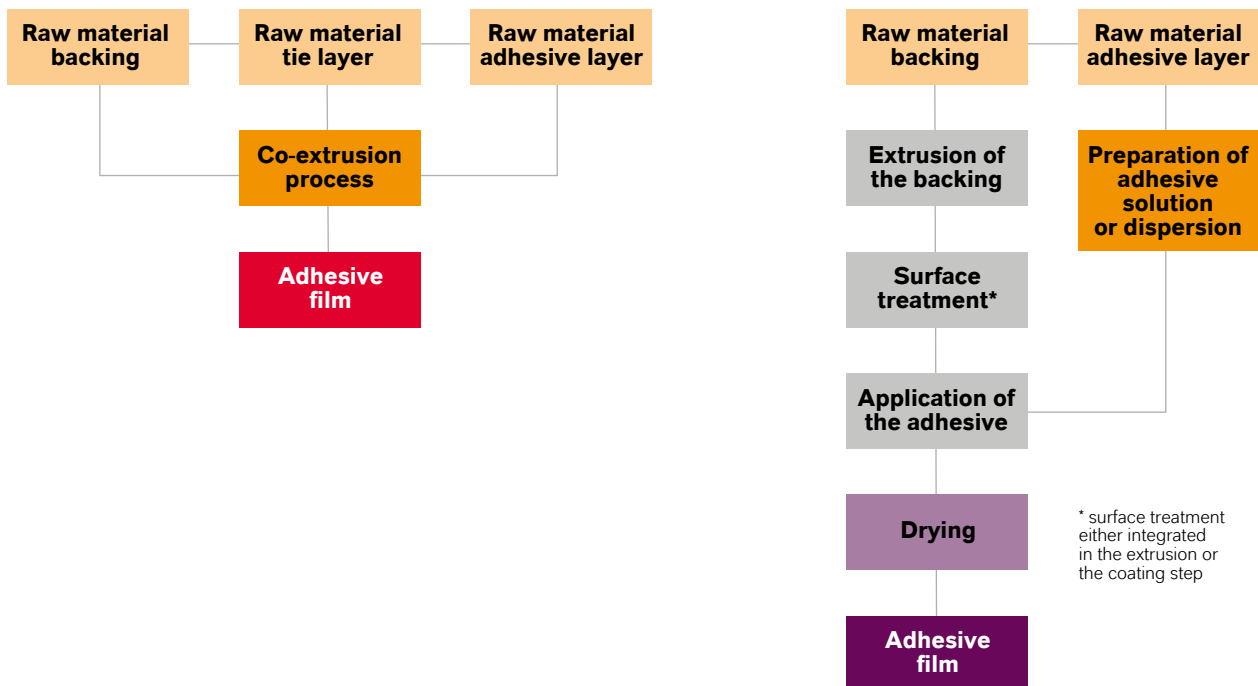 Raw material
backing
Raw material
tie layer
Raw material
adhesive layer
Co-extrusion
process
Adhesive
film
Raw material
backing
Raw material
adhesive layer
Extrusion of
the backing
Preparation of
adhesive
solution
or dispersion
Surface
treatment*
Application of
the adhesive
Drying
* surface treatment
either integrated
in the extrusion or
the coating step
Adhesive
film